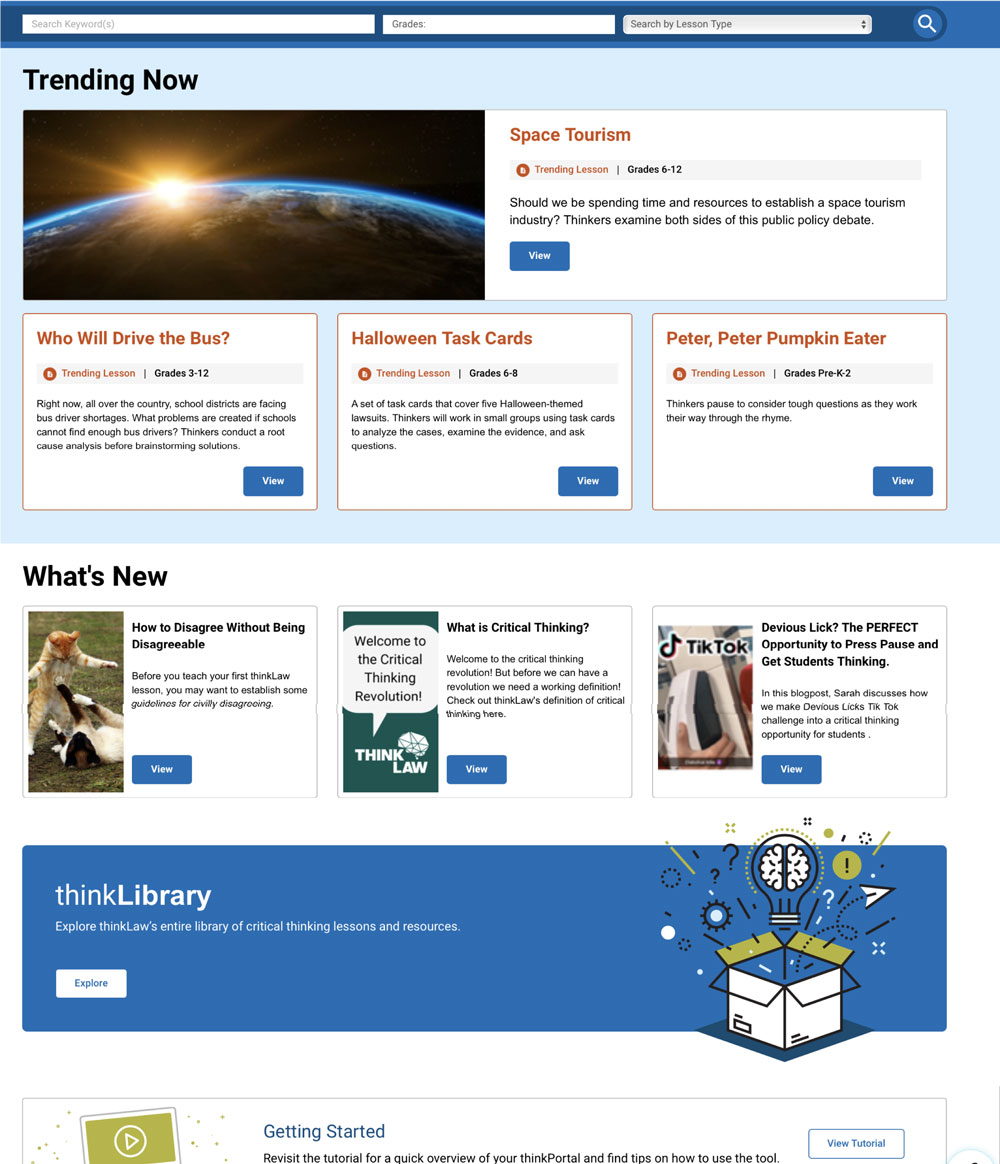 Search Keyword(s)
Grades:
Search by Lesson Type
Trending Now
Space Tourism
Trending Lesson | Grades 6-12
Should we be spending time and resources to establish a space tourism
industry? Thinkers examine both sides of this public policy debate.
View
Who Will Drive the Bus?
Trending Lesson | Grades 3-12
Right now, all over the country, school districts are facing
bus driver shortages. What problems are created if schools
cannot find enough bus drivers? Thinkers conduct a root
cause analysis before brainstorming solutions.
View
Halloween Task Cards
Trending Lesson | Grades 6-8
A set of task cards that cover five Halloween-themed
lawsuits. Thinkers will work in small groups using task cards
to analyze the cases, examine the evidence, and ask
questions.
View
Peter, Peter Pumpkin Eater
Trending Lesson | Grades Pre-K-2
Thinkers pause to consider tough questions as they work
their way through the rhyme.
View
What's New
How to Disagree Without Being
Disagreeable
Before you teach your first thinkLaw
lesson, you may want to establish some
guidelines for civilly disagreeing.
View
Welcome to
the Critical
Thinking
Revolution!
THINK
LAW
What is Critical Thinking?
Welcome to the critical thinking
revolution! But before we can have a
revolution we need a working definition!
Check out thinkLaw's definition of critical
thinking here.
View
TikTok
Devious Lick? The PERFECT
Opportunity to Press Pause and
Get Students Thinking.
In this blogpost, Sarah discusses how
we make Devious Licks Tik Tok
challenge into a critical thinking
opportunity for students .
View
thinkLibrary
Explore thinkLaw's entire library of critical thinking lessons and resources.
Explore
Getting Started
Revisit the tutorial for a quick overview of your thinkPortal and find tips on how to use the tool.
View Tutorial